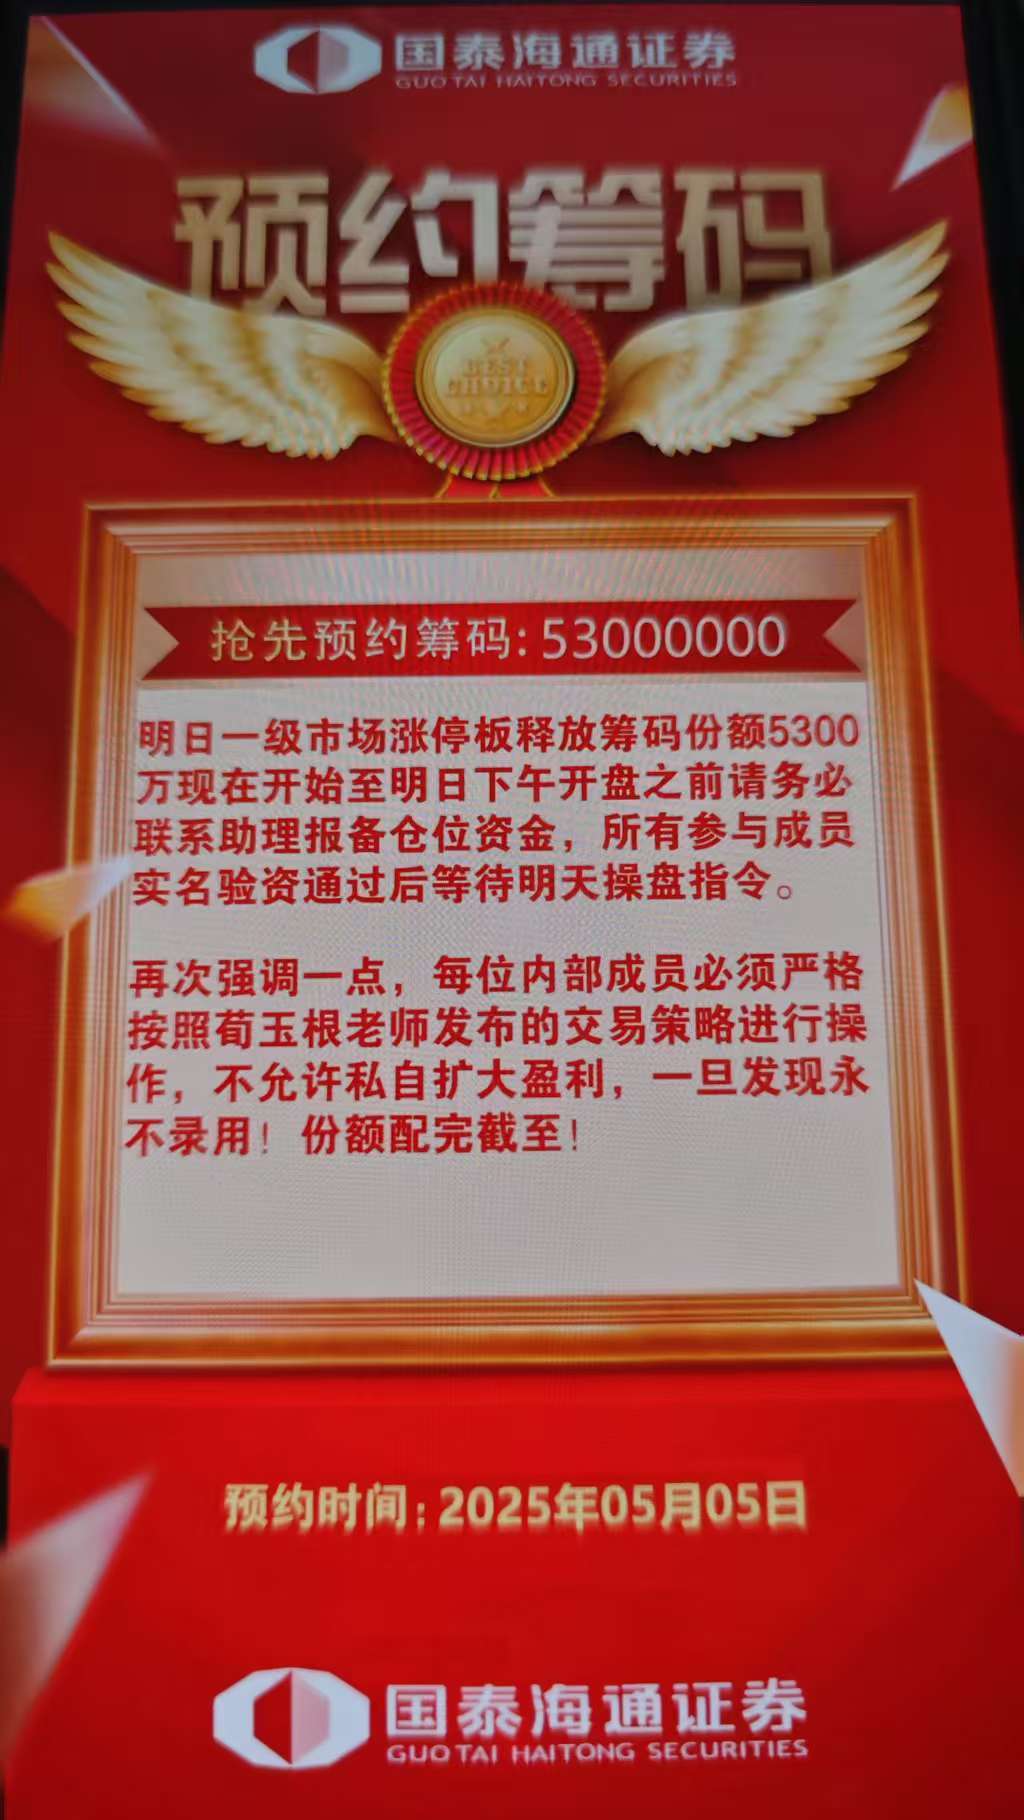 国泰海通证券
GUO TAI HAITONG SECURITIES
预约筹码
BEST
CHOICE
抢先预约筹码:53000000
明日一级市场涨停板释放筹码份额5300
万现在开始至明日下午开盘之前请务必
联系助理报备仓位资金，所有参与成员
实名验资通过后等待明天操盘指令。
再次强调一点，每位内部成员必须严格
按照荀玉根老师发布的交易策略进行操
作，不允许私自扩大盈利，一旦发现永
不录用！份额配完截至！
预约时间:2025年05月05日
国泰海通证券
GUO TAI HAITONG SECURITIES